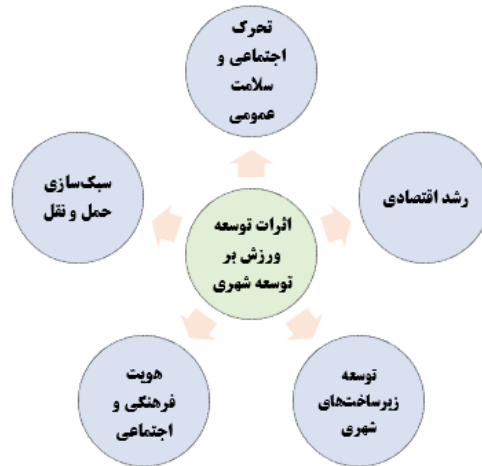 تحرک
اجتماعی و
سلامت
عمومی
رشد اقتصادی
سبک‌سازی
حمل و نقل
اثرات توسعه
ورزش بر
توسعه شهری
توسعه
زیرساخت‌های
شهری
هویت
فرهنگی و
اجتماعی